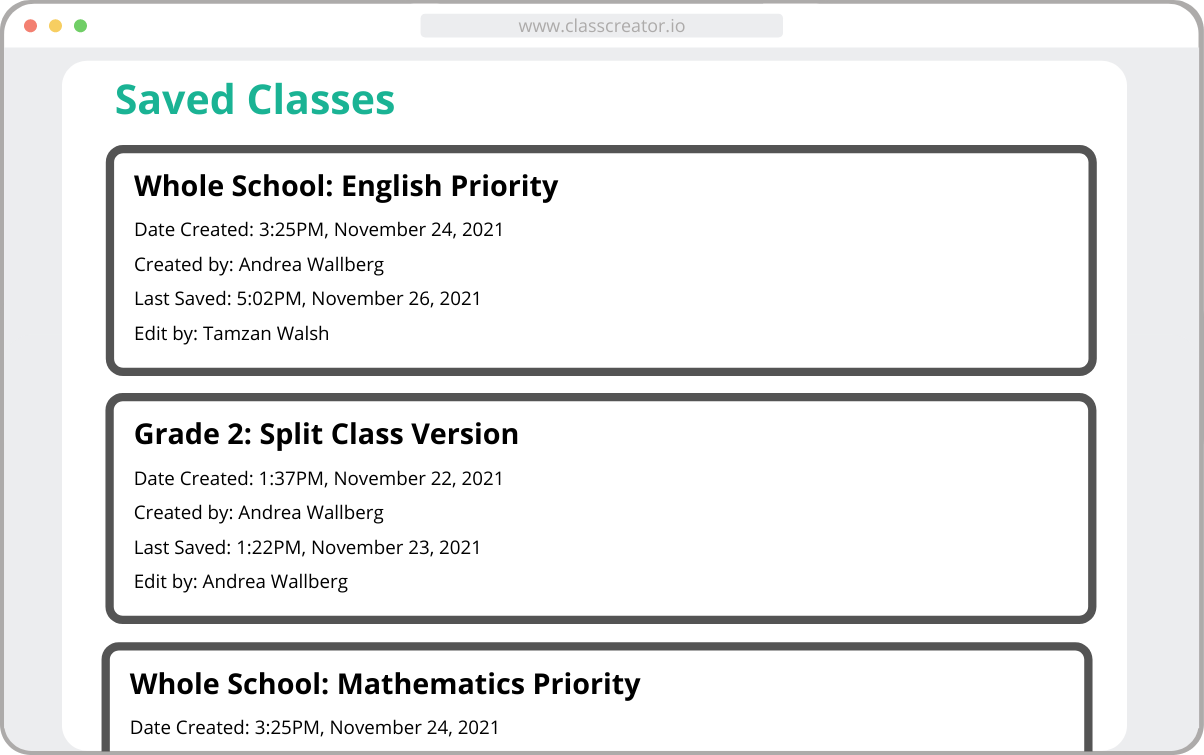 www.classcreator.io
Saved Classes
Whole School: English Priority
Date Created: 3:25PM, November 24, 2021
Created by: Andrea Wallberg
Last Saved: 5:02PM, November 26, 2021
Edit by: Tamzan Walsh
Grade 2: Split Class Version
Date Created: 1:37PM, November 22, 2021
Created by: Andrea Wallberg
Last Saved: 1:22PM, November 23, 2021
Edit by: Andrea Wallberg
Whole School: Mathematics Priority
Date Created: 3:25PM, November 24, 2021